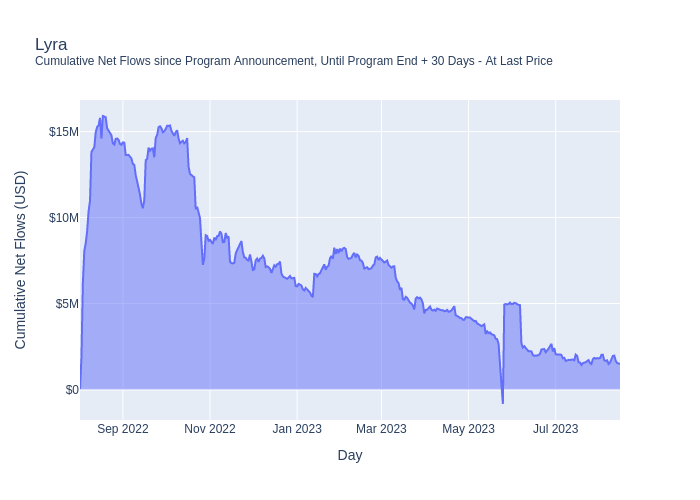 Lyra
Cumulative Net Flows since Program Announcement, Until Program End + 30 Days - At Last Price
$15M
$10M
$5M
$0
Cumulative Net Flows (USD)
Sep 2022
Nov 2022
Jan 2023
Mar 2023
May 2023
Jul 2023
Day